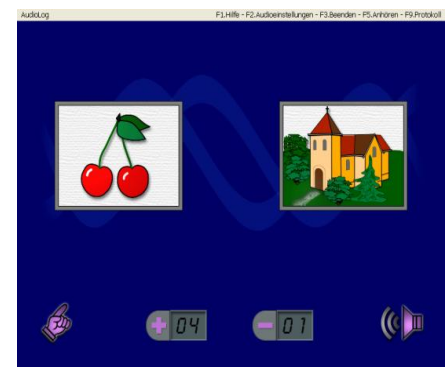 AudioLog F1.Hilfe - F2.Audioeinstellungen - F3.Beenden - F5.Anhören - F9.Protokoll
+ 04 - 01